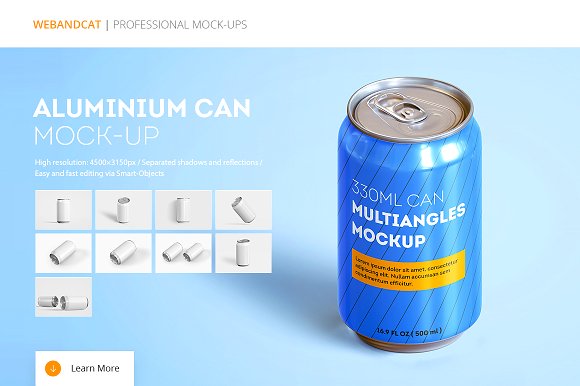 WEBANDCAT | PROFESSIONAL MOCK-UPS
ALUMINIUM CAN
MOCK-UP
High resolution: 4500x3150px / Separated shadows and reflections /
Easy and fast editing via Smart-Objects
330ML CAN
MULTIANGLES
MOCKUP
Lorem ipsum dolor sit amet, consectetur
adipiscing elit. Nullam accumsan sem
condimentum efficitur.
16.9 FL OZ ( 500 ml )
Learn More